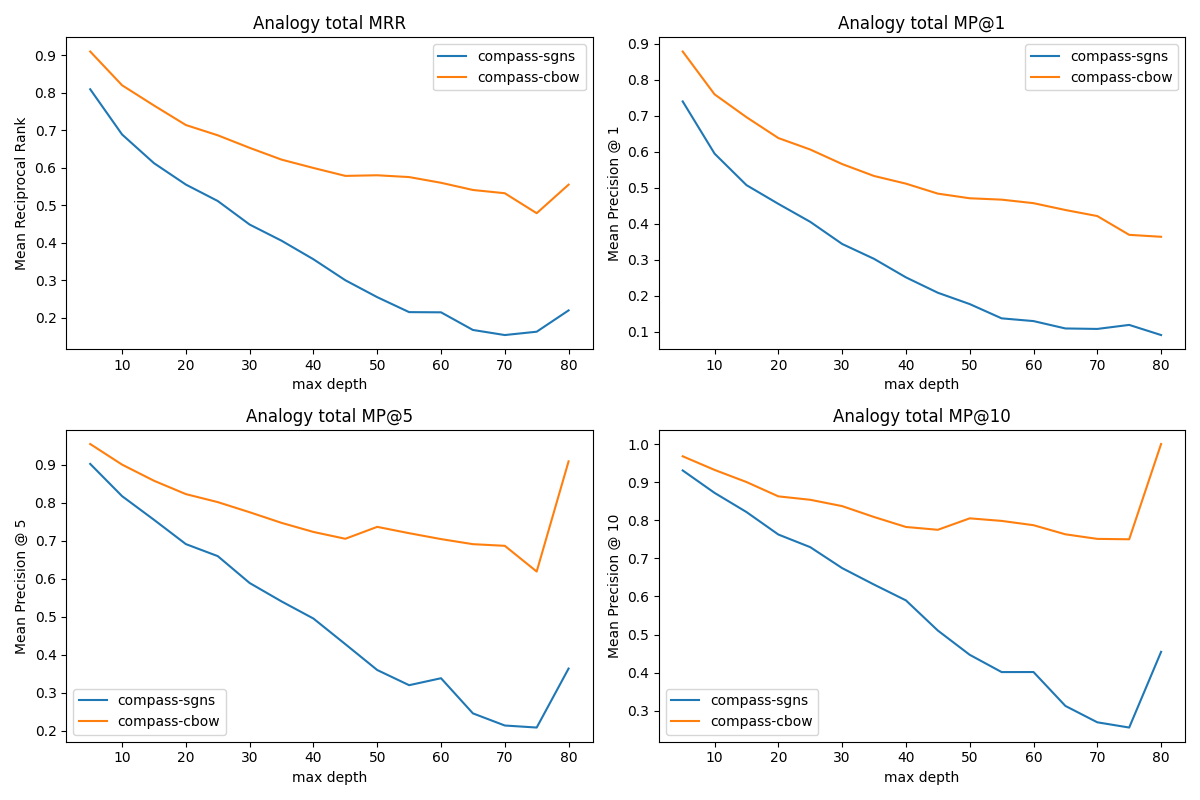 Analogy total MRR
Mean Reciprocal Rank
0.9
0.8
0.7
0.6
0.5
0.4
0.3
0.2
compass-sgns
compass-cbow
10 20 30 40 50 60 70 80
max depth
Analogy total MP@1
Mean Precision @ 1
0.9
0.8
0.7
0.6
0.5
0.4
0.3
0.2
0.1
compass-sgns
compass-cbow
10 20 30 40 50 60 70 80
max depth
Analogy total MP@5
Mean Precision @ 5
0.9
0.8
0.7
0.6
0.5
0.4
0.3
0.2
compass-sgns
compass-cbow
10 20 30 40 50 60 70 80
max depth
Analogy total MP@10
Mean Precision @ 10
1.0
0.9
0.8
0.7
0.6
0.5
0.4
0.3
compass-sgns
compass-cbow
10 20 30 40 50 60 70 80
max depth